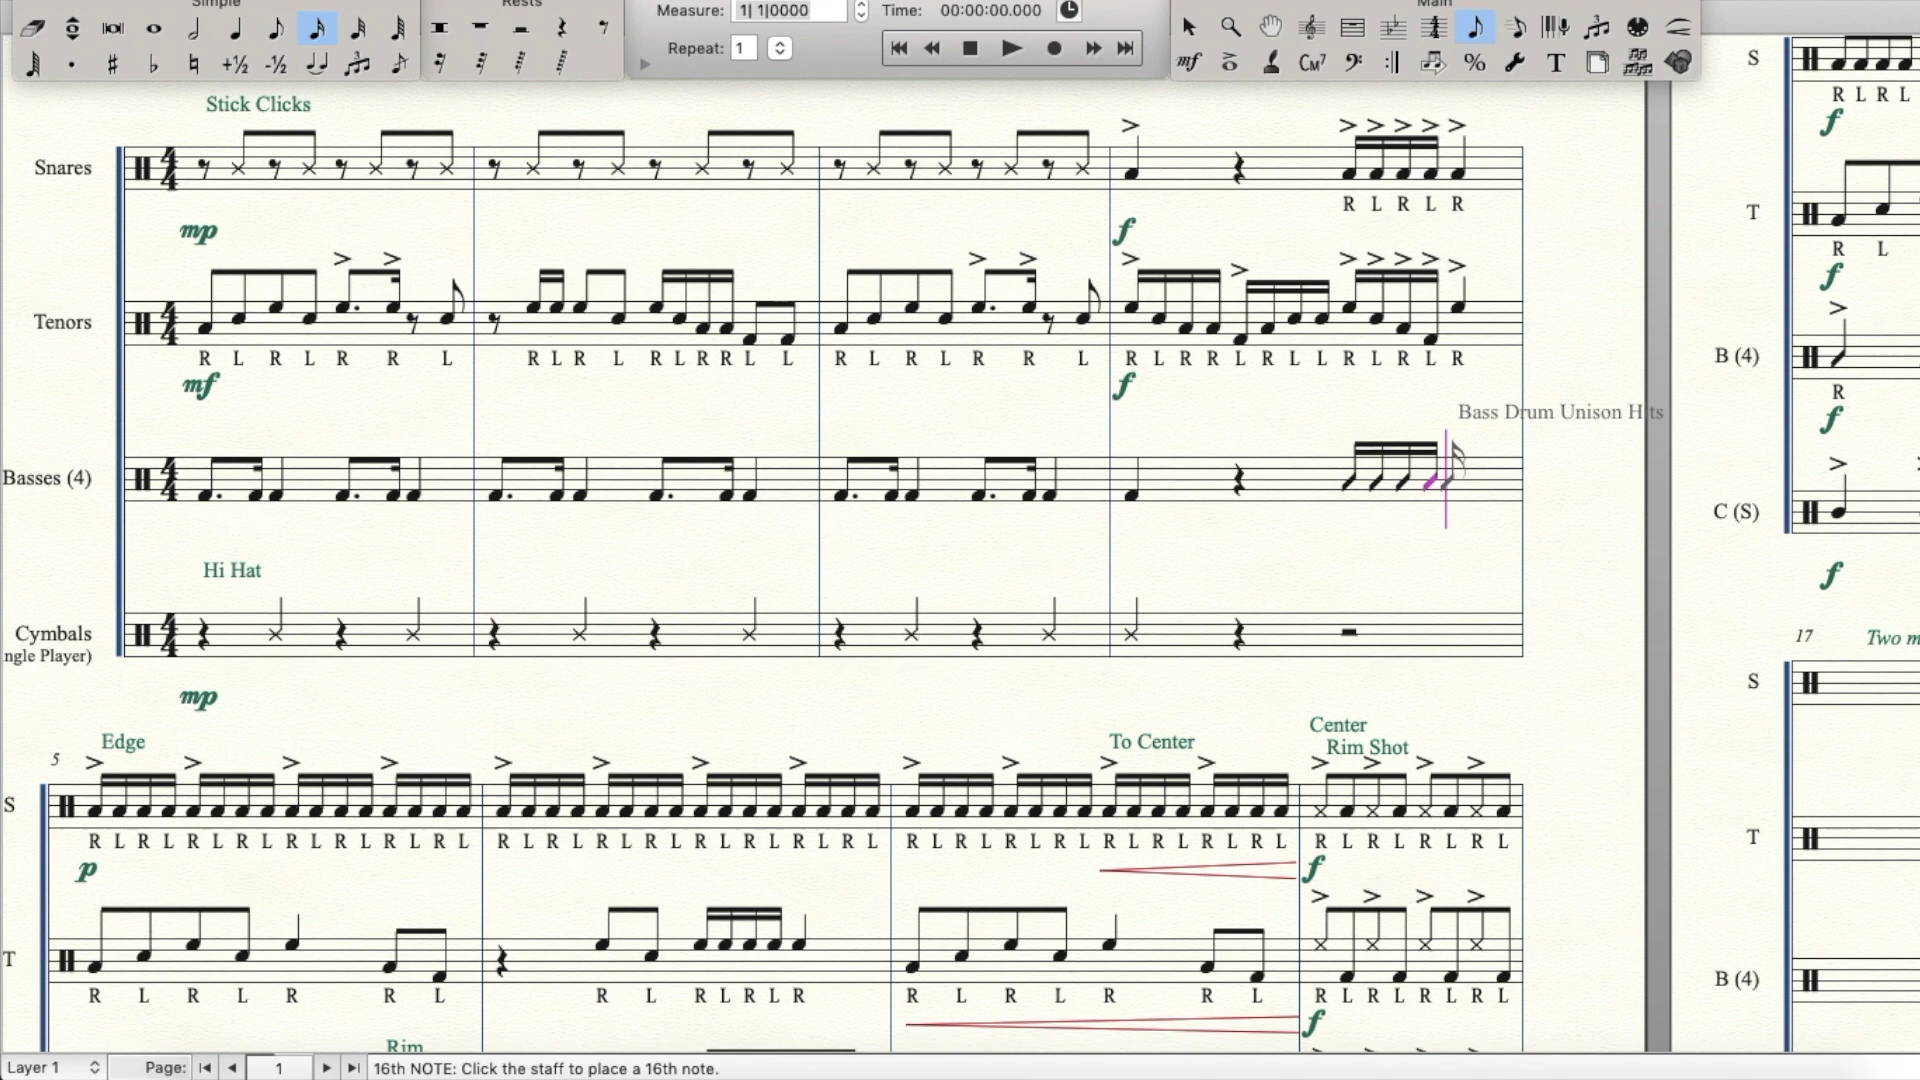 Simple
Rests
Main
Measure: 1| 1|0000
Time: 00:00:00.000
Repeat: 1
mf CM7 T
Stick Clicks
Snares
R L R L R
mp f
Tenors
R L R L R R L R L R L R L R R L L R L R L R R L R L R R L R L L R L R L R
mf f
Bass Drum Unison Hits
Basses (4)
Hi Hat
Cymbals
ngle Player)
mp
5
Edge
To Center
Center
Rim Shot
S
R L R L R L R L R L R L R L R L R L R L R L R L R L R L R L R L R L R L R L R L R L R L R L R L R L R L R L R L
p f
T
R L R L R R L R L R L R L R R L R L R R L R L R L R L R L
f
Rim
S
R L R L
f
T
R L
f
B (4)
R
f
C (S)
f
17
Two m
S
T
B (4)
Layer 1
Page: 1
16th NOTE: Click the staff to place a 16th note.